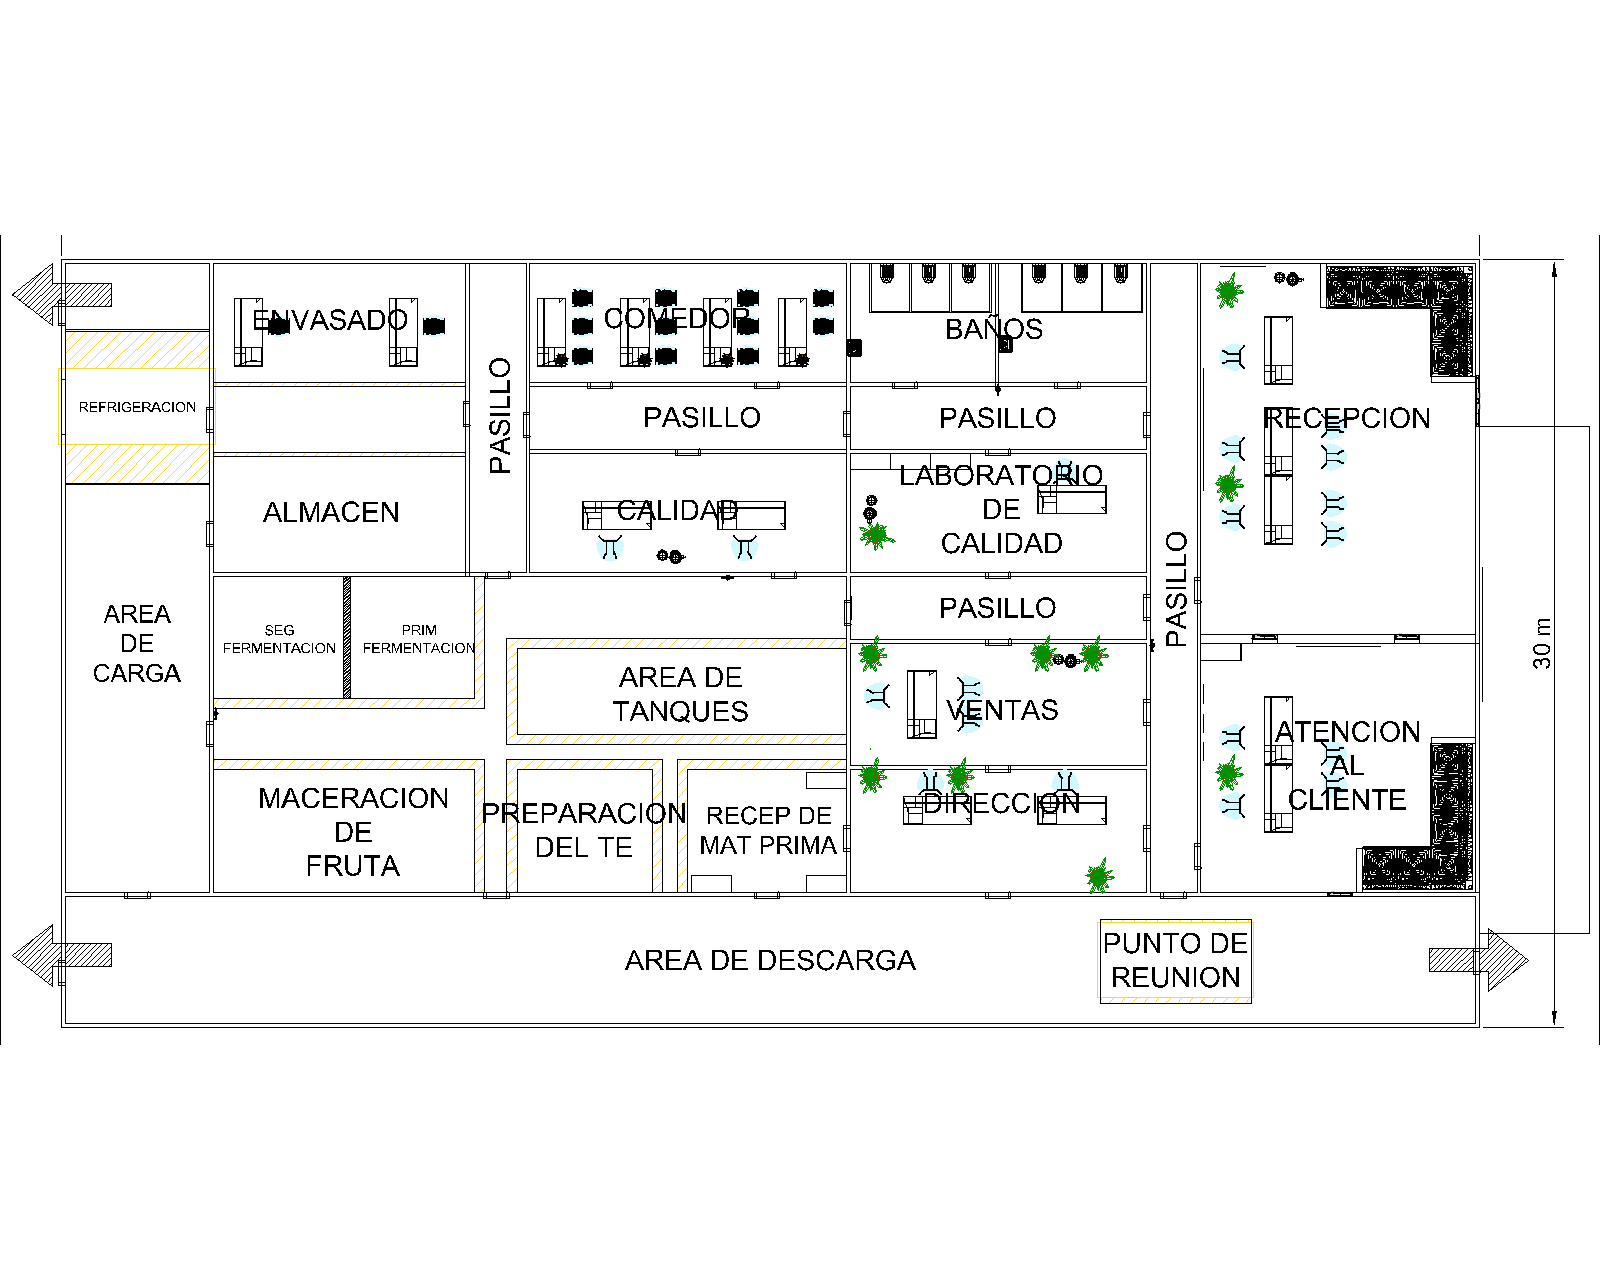 ENVASADO
COMEDOR
BAÑOS
PASILLO
REFRIGERACION
PASILLO
PASILLO
RECEPCION
ALMACEN
CALIDAD
LABORATORIO
DE
CALIDAD
PASILLO
AREA
DE
CARGA
SEG
FERMENTACION
PRIM
FERMENTACION
PASILLO
30 m
AREA DE
TANQUES
VENTAS
ATENCION
AL
CLIENTE
MACERACION
DE
FRUTA
PREPARACION
DEL TE
RECEP DE
MAT PRIMA
DIRECCION
AREA DE DESCARGA
PUNTO DE
REUNION